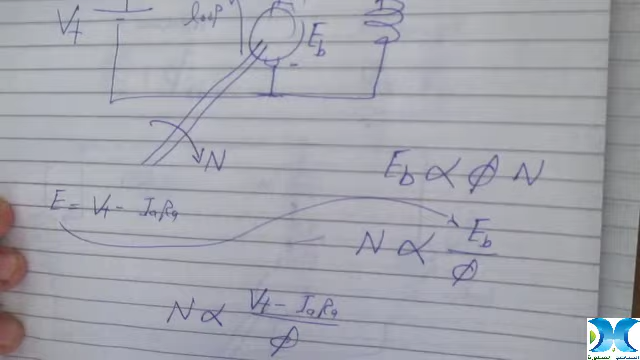 Vt
loop
Eb
N
Eb ∝ φ N
E = Vt - IaRa
N ∝ Eb / φ
N ∝ Vt - IaRa / φ